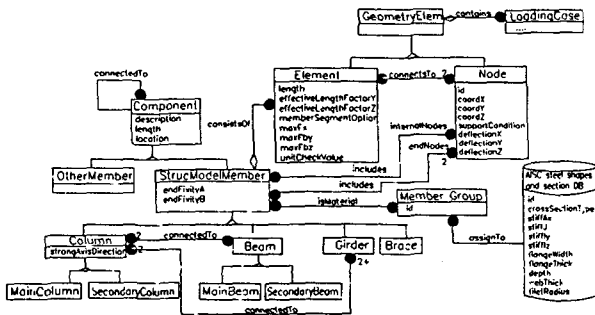 GeometryElem
contains
LoadingCase
....
connectedTo
Component
description
length
location
consistsOf
Element
length
effectiveLengthFactorY
effectiveLengthFactorZ
memberSegmentOption
maxFx
maxFby
maxFbz
unitCheckValue
connectsTo
2
Node
id
coordX
coordY
coordZ
supportCondition
deflectionX
deflectionY
deflectionZ
internalNodes
endNodes
2
includes
includes
OtherMember
StrucModelMember
endFixityA
endFixityB
isMaterial
Member Group
id
assignTo
AISC steel shapes
and section DB
id
crossSectionType
stiffAx
stiffJ
stiffIy
stiffIz
flangeWidth
flangeThick
depth
webThick
filletRadius
Column
strongAxisDirection
2
2
connectedTo
Beam
Girder
Brace
2+
MainColumn
SecondaryColumn
MainBeam
SecondaryBeam
connectedTo